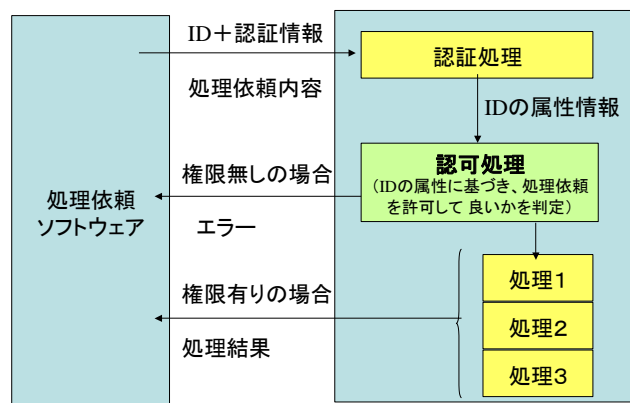 ID＋認証情報
認証処理
処理依頼内容
IDの属性情報
認可処理
（IDの属性に基づき、処理依頼
を許可して 良いかを判定）
権限無しの場合
エラー
処理依頼
ソフトウェア
処理１
処理２
処理３
権限有りの場合
処理結果